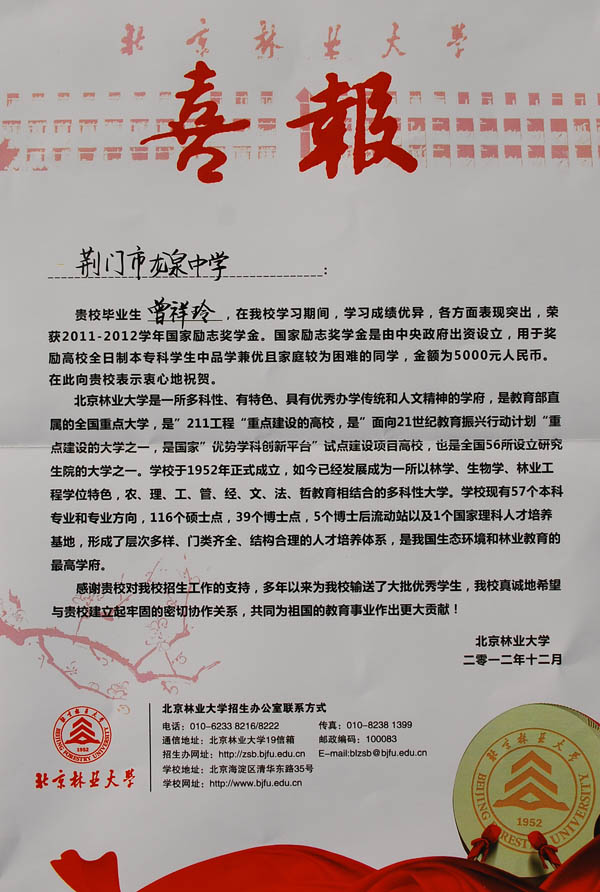 北京林业大学
喜報
荆门市龙泉中学：
贵校毕业生 曾祥玲，在我校学习期间，学习成绩优异，各方面表现突出，荣
获2011-2012学年国家励志奖学金。国家励志奖学金是由中央政府出资设立，用于奖
励高校全日制本专科学生中品学兼优且家庭较为困难的同学，金额为5000元人民币。
在此向贵校表示衷心地祝贺。
北京林业大学是一所多科性、有特色、具有优秀办学传统和人文精神的学府，是教育部直
属的全国重点大学，是”211工程“重点建设的高校，是”面向21世纪教育振兴行动计划“重
点建设的大学之一，是国家”优势学科创新平台”试点建设项目高校，也是全国56所设立研究
生院的大学之一。学校于1952年正式成立，如今已经发展成为一所以林学、生物学、林业工
程学位特色，农、理、工、管、经、文、法、哲教育相结合的多科性大学。学校现有57个本科
专业和专业方向，116个硕士点，39个博士点，5个博士后流动站以及1个国家理科人才培养
基地，形成了层次多样、门类齐全、结构合理的人才培养体系，是我国生态环境和林业教育的
最高学府。
感谢贵校对我校招生工作的支持，多年以来为我校输送了大批优秀学生，我校真诚地希望
与贵校建立起牢固的密切协作关系，共同为祖国的教育事业作出更大贡献！
北京林业大学
二零一二年十二月
北京林业大学
BEIJING FORESTRY UNIVERSITY
1952
北京林业大学
北京林业大学招生办公室联系方式
电话：010-6233 8216/8222 传真：010-8238 1399
通信地址：北京林业大学19信箱 邮政编码：100083
招生办网址：http://zsb.bjfu.edu.cn E-mail:blzsb@bjfu.edu.cn
学校地址：北京海淀区清华东路35号
学校网址：http://www.bjfu.edu.cn
北京林业大学
BEIJING FORESTRY UNIVERSITY
1952